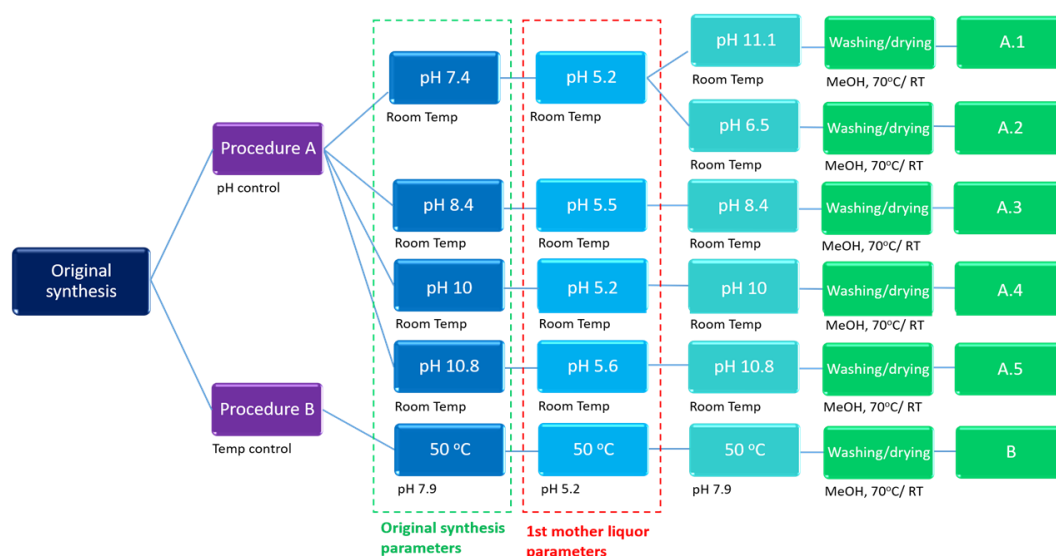 pH 11.1
Washing/drying
A.1
pH 7.4
pH 5.2
Room Temp
MeOH, 70°C/ RT
Room Temp
Room Temp
pH 6.5
Washing/drying
A.2
Procedure A
Room Temp
MeOH, 70°C/ RT
pH control
pH 8.4
pH 5.5
pH 8.4
Washing/drying
A.3
Room Temp
Room Temp
Room Temp
MeOH, 70°C/ RT
Original
synthesis
pH 10
pH 5.2
pH 10
Washing/drying
A.4
Room Temp
Room Temp
Room Temp
MeOH, 70°C/ RT
pH 10.8
pH 5.6
pH 10.8
Washing/drying
A.5
Procedure B
Room Temp
Room Temp
Room Temp
MeOH, 70°C/ RT
Temp control
50 °C
50 °C
50 °C
Washing/drying
B
pH 7.9
pH 5.2
pH 7.9
MeOH, 70°C/ RT
Original synthesis
parameters
1st mother liquor
parameters